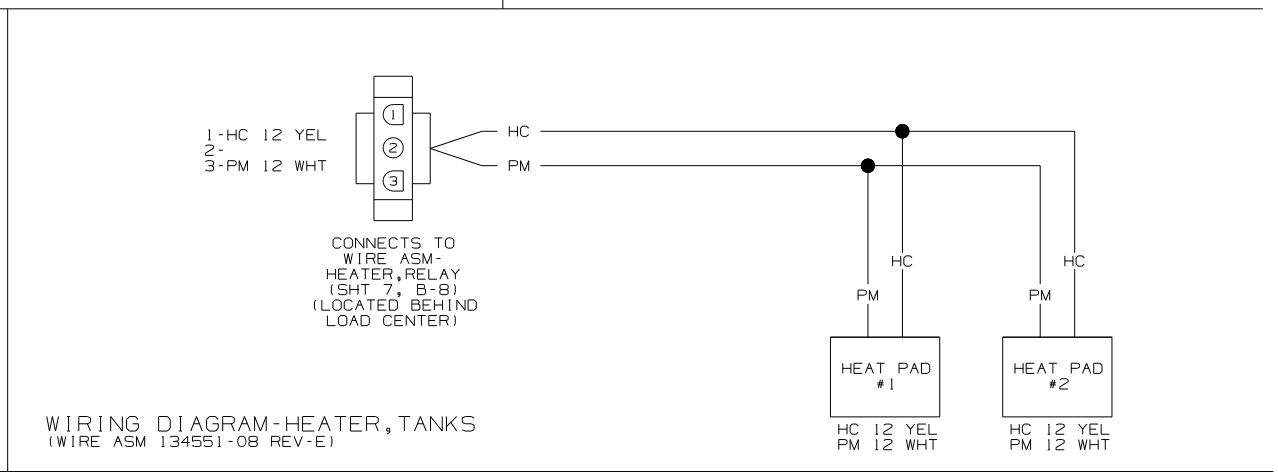 1-HC 12 YEL
2-
3-PM 12 WHT
1
2
3
HC
PM
CONNECTS TO
WIRE ASM-
HEATER,RELAY
(SHT 7, B-8)
(LOCATED BEHIND
LOAD CENTER)
HC
HC
PM
PM
HEAT PAD
#1
HEAT PAD
#2
HC 12 YEL
PM 12 WHT
HC 12 YEL
PM 12 WHT
WIRING DIAGRAM-HEATER,TANKS
(WIRE ASM 134551-08 REV-E)